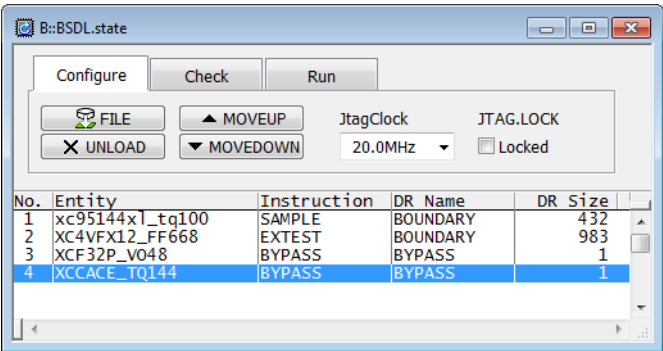 B::BSDL.state
Configure Check Run
FILE MOVEUP JtagClock JTAG.LOCK
UNLOAD MOVEDOWN 20.0MHz Locked
No. Entity Instruction DR Name DR Size
1 xc95144xl_tq100 SAMPLE BOUNDARY 432
2 XC4VFX12_FF668 EXTEST BOUNDARY 983
3 XCF32P_VO48 BYPASS BYPASS 1
4 XCCACE_TQ144 BYPASS BYPASS 1